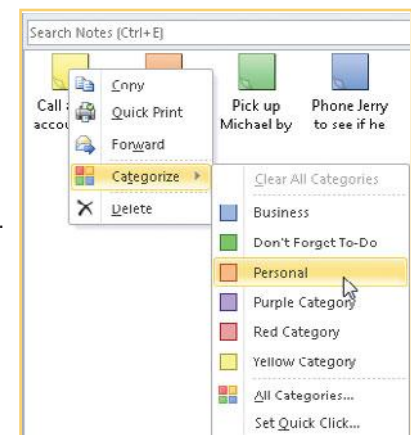 Search Notes (Ctrl+E)
Copy
Quick Print
Forward
Categorize
Delete
Call
accou
Pick up
Michael by
Phone Jerry
to see if he
Clear All Categories
Business
Don't Forget To-Do
Personal
Purple Category
Red Category
Yellow Category
All Categories...
Set Quick Click...